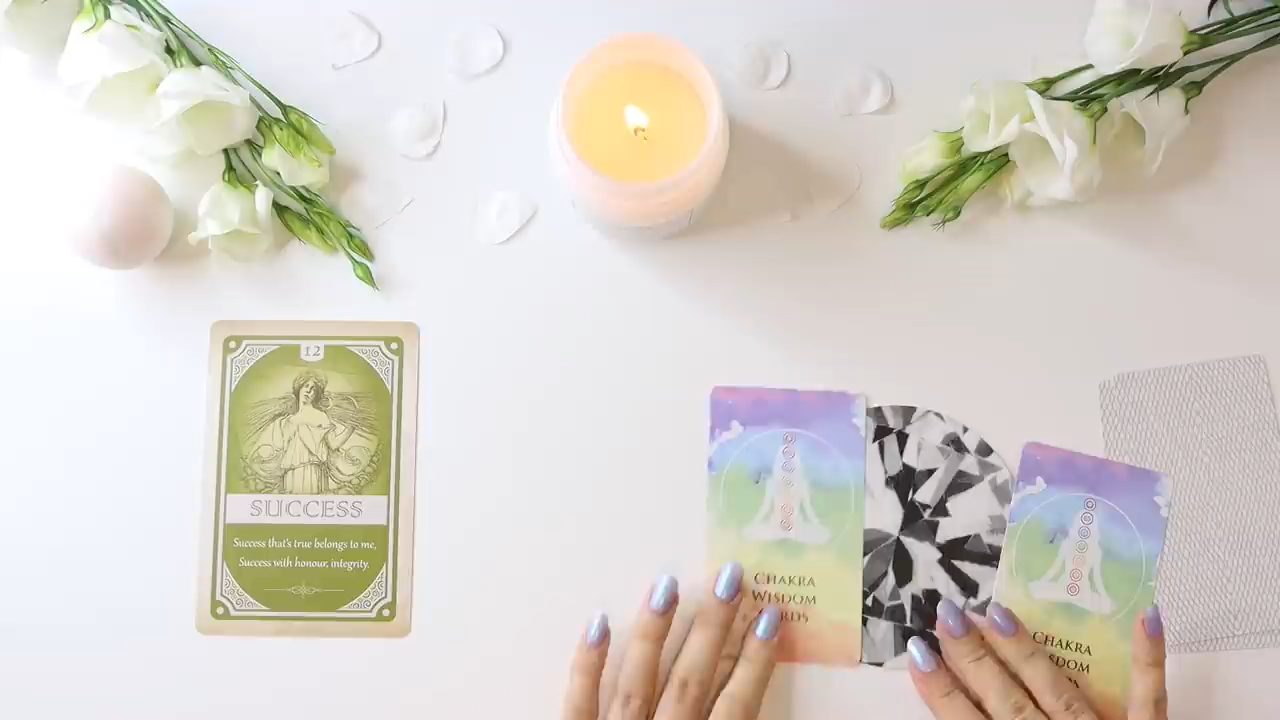 12
SUCCESS
Success that's true belongs to me,
Success with honour, integrity.
CHAKRA
WISDOM
CHAKRA